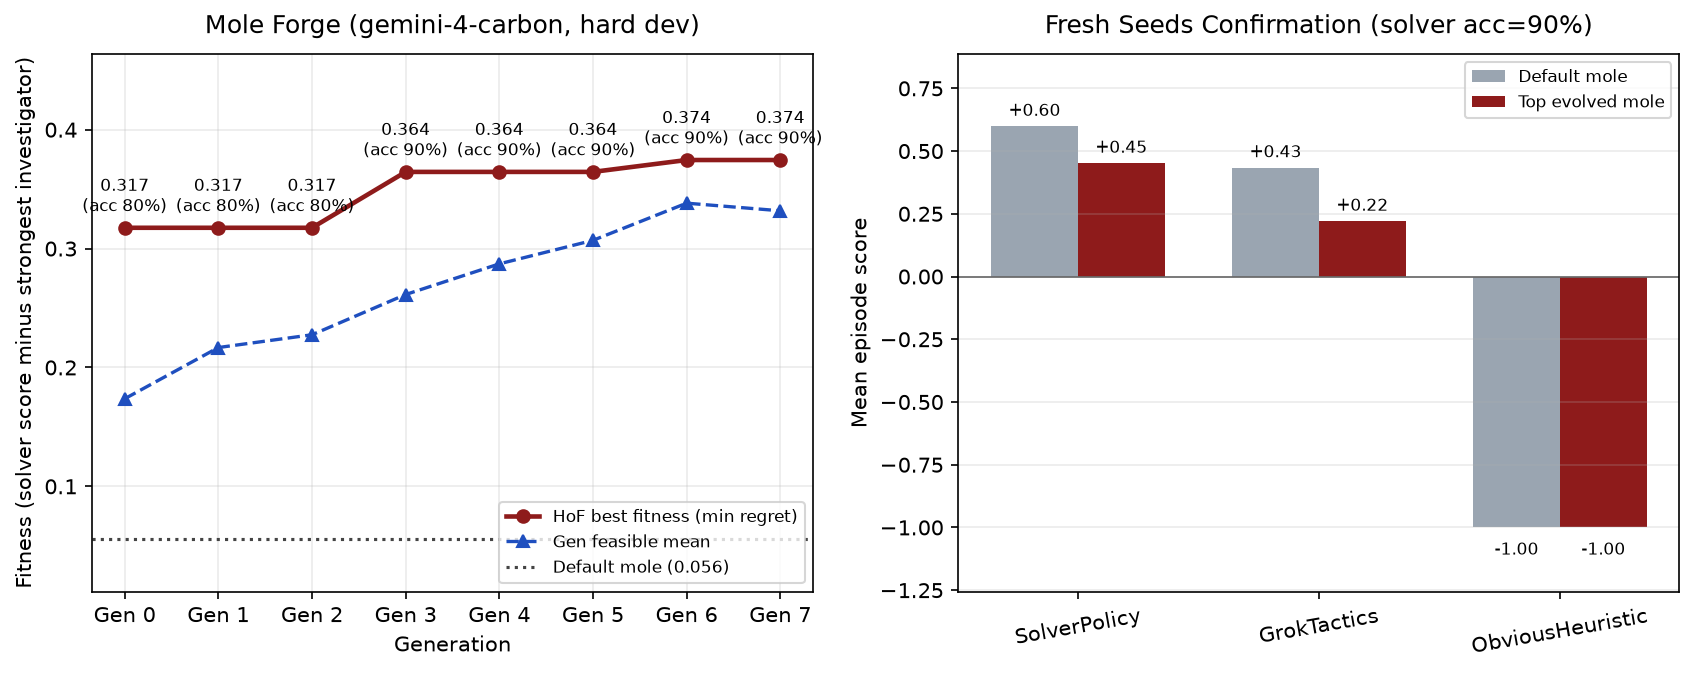 Mole Forge (gemini-4-carbon, hard dev)
Fitness (solver score minus strongest investigator)
0.4
0.3
0.2
0.1
0.317
(acc 80%)
0.317
(acc 80%)
0.317
(acc 80%)
0.364
(acc 90%)
0.364
(acc 90%)
0.364
(acc 90%)
0.374
(acc 90%)
0.374
(acc 90%)
HoF best fitness (min regret)
Gen feasible mean
Default mole (0.056)
Gen 0
Gen 1
Gen 2
Gen 3
Gen 4
Gen 5
Gen 6
Gen 7
Generation
Fresh Seeds Confirmation (solver acc=90%)
Mean episode score
0.75
0.50
0.25
0.00
−0.25
−0.50
−0.75
−1.00
−1.25
Default mole
Top evolved mole
+0.60
+0.45
+0.43
+0.22
-1.00
-1.00
SolverPolicy
GrokTactics
ObviousHeuristic